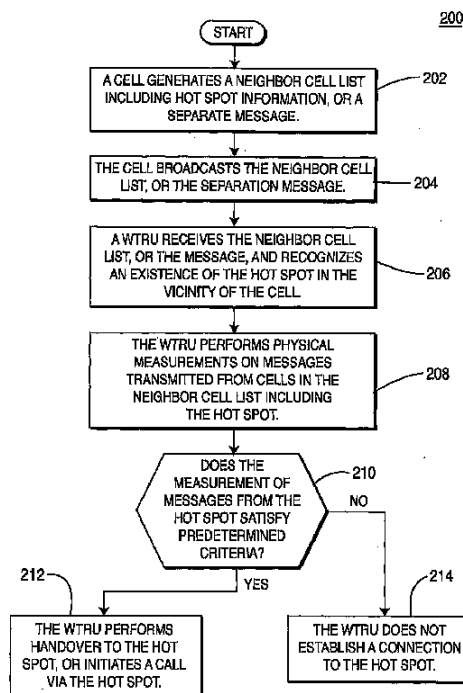 200
START
A CELL GENERATES A NEIGHBOR CELL LIST
INCLUDING HOT SPOT INFORMATION, OR A
SEPARATE MESSAGE.
202
THE CELL BROADCASTS THE NEIGHBOR CELL
LIST, OR THE SEPARATION MESSAGE.
204
A WTRU RECEIVES THE NEIGHBOR CELL
LIST, OR THE MESSAGE, AND RECOGNIZES
AN EXISTENCE OF THE HOT SPOT IN THE
VICINITY OF THE CELL.
206
THE WTRU PERFORMS PHYSICAL
MEASUREMENTS ON MESSAGES
TRANSMITTED FROM CELLS IN THE
NEIGHBOR CELL LIST INCLUDING
THE HOT SPOT.
208
DOES THE
MEASUREMENT OF
MESSAGES FROM THE
HOT SPOT SATISFY
PREDETERMINED
CRITERIA?
210
NO
YES
212
THE WTRU PERFORMS
HANDOVER TO THE HOT
SPOT, OR INITIATES A CALL
VIA THE HOT SPOT.
214
THE WTRU DOES NOT
ESTABLISH A CONNECTION
TO THE HOT SPOT.